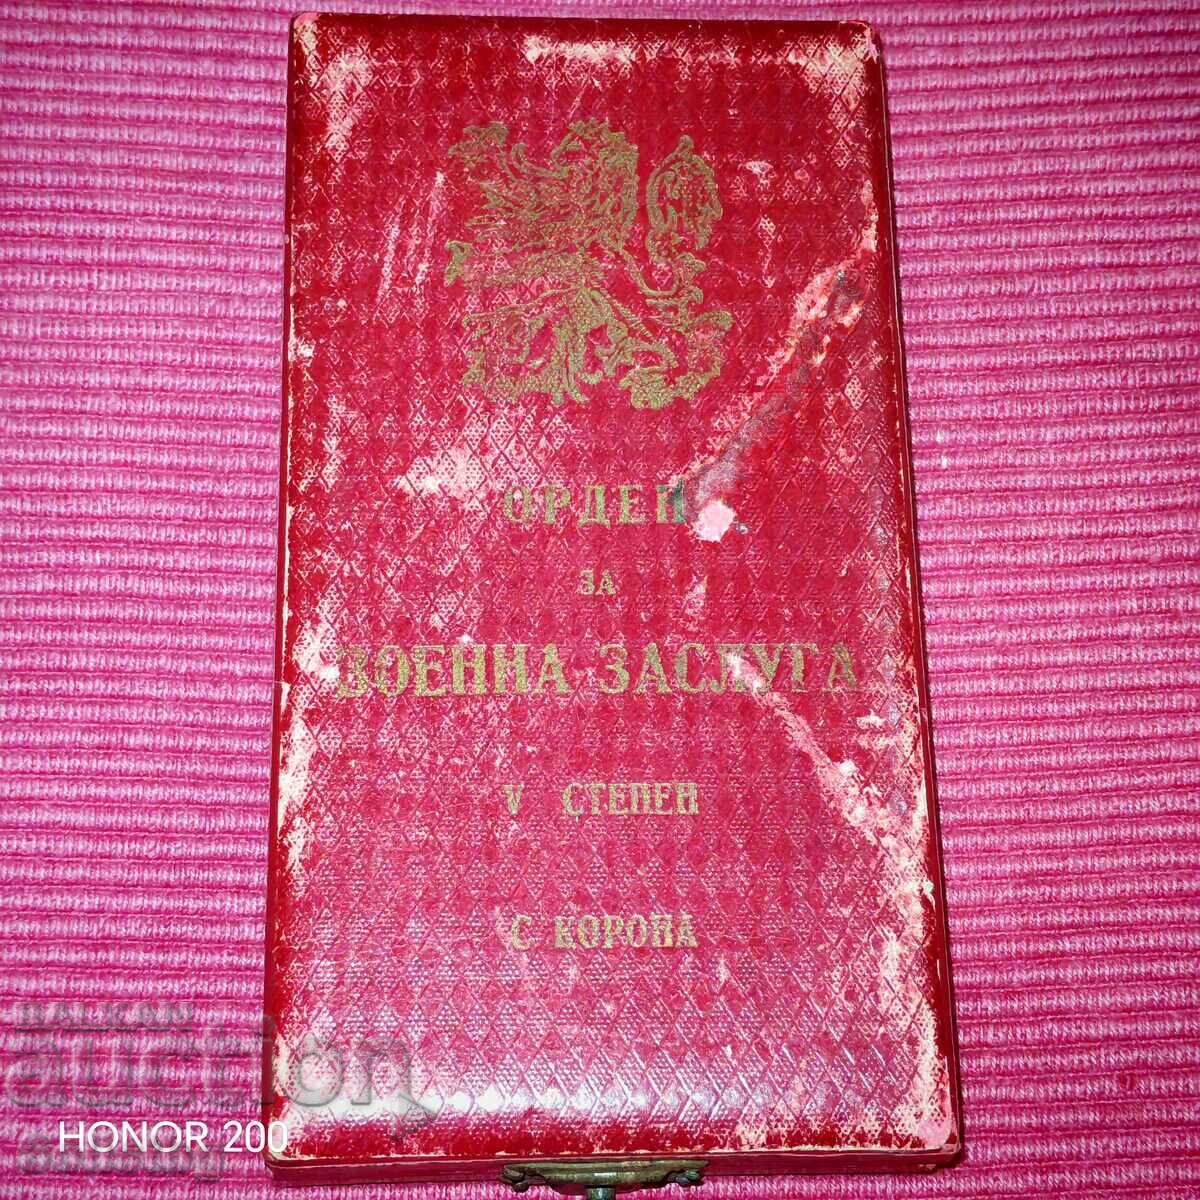 ОРДЕН
ЗА
ВОЕННА ЗАСЛУГА
V СТЕПЕН
С КОРОНА
BALKAN
auction
HONOR 200